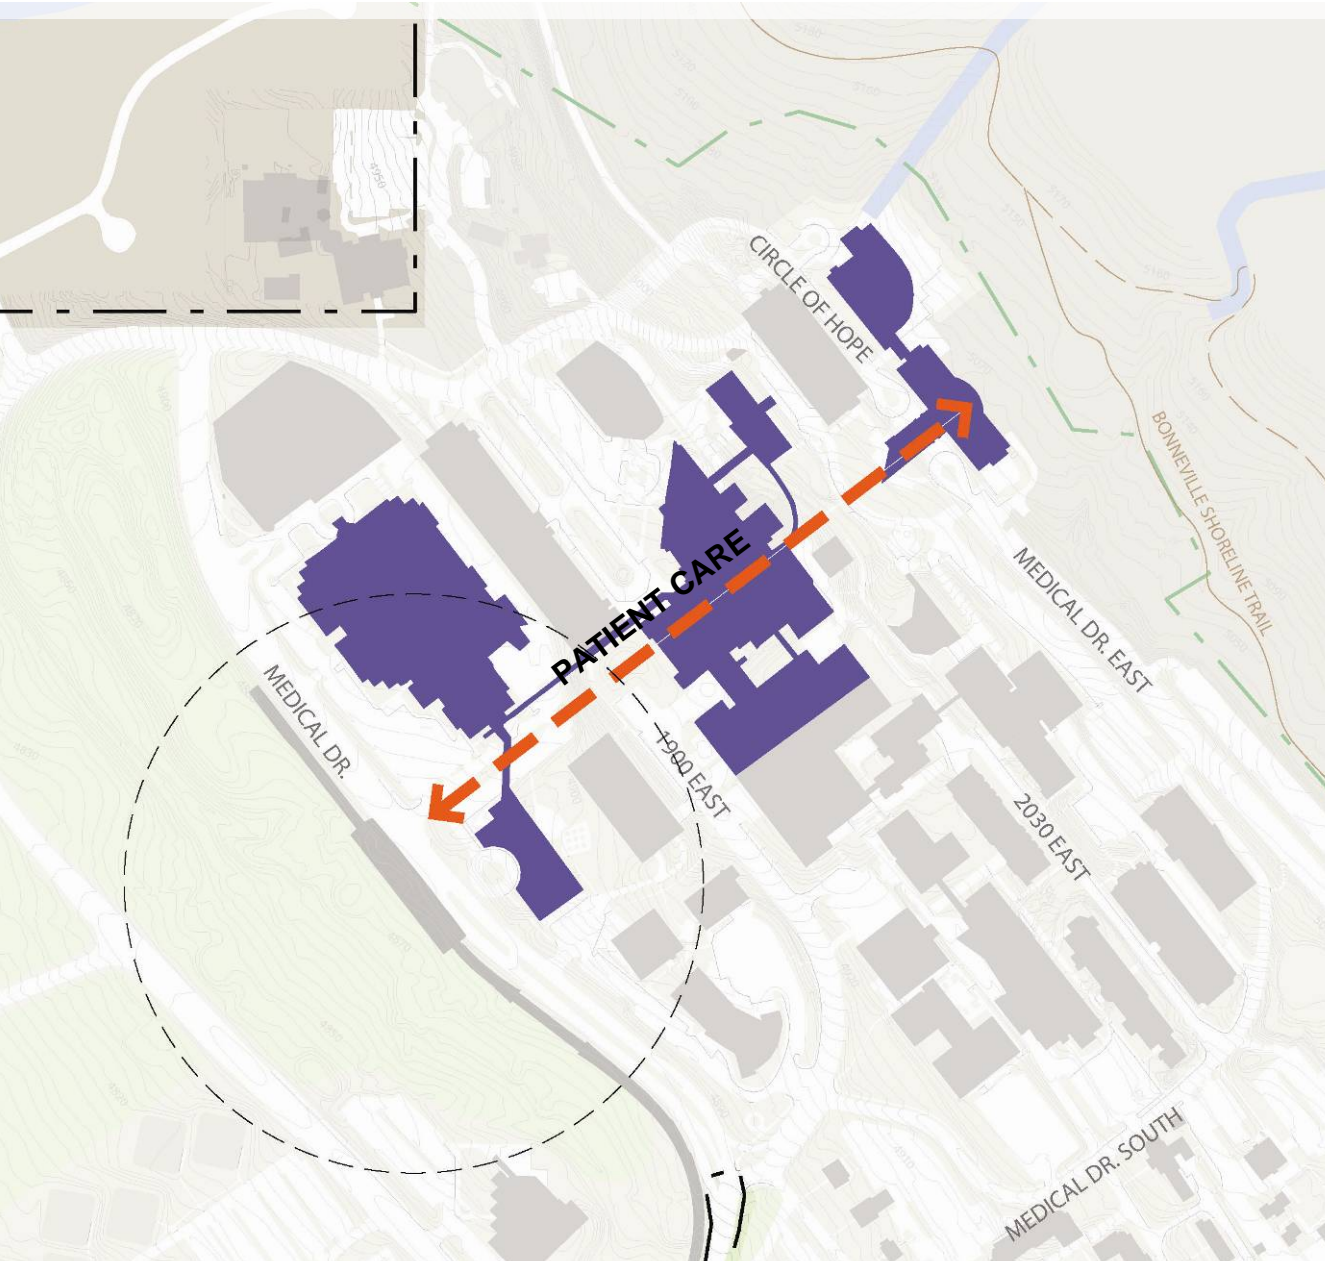 CIRCLE OF HOPE
BONNEVILLE SHORELINE TRAIL
PATIENT CARE
MEDICAL DR. EAST
MEDICAL DR.
1900 EAST
2030 EAST
MEDICAL DR. SOUTH
4950